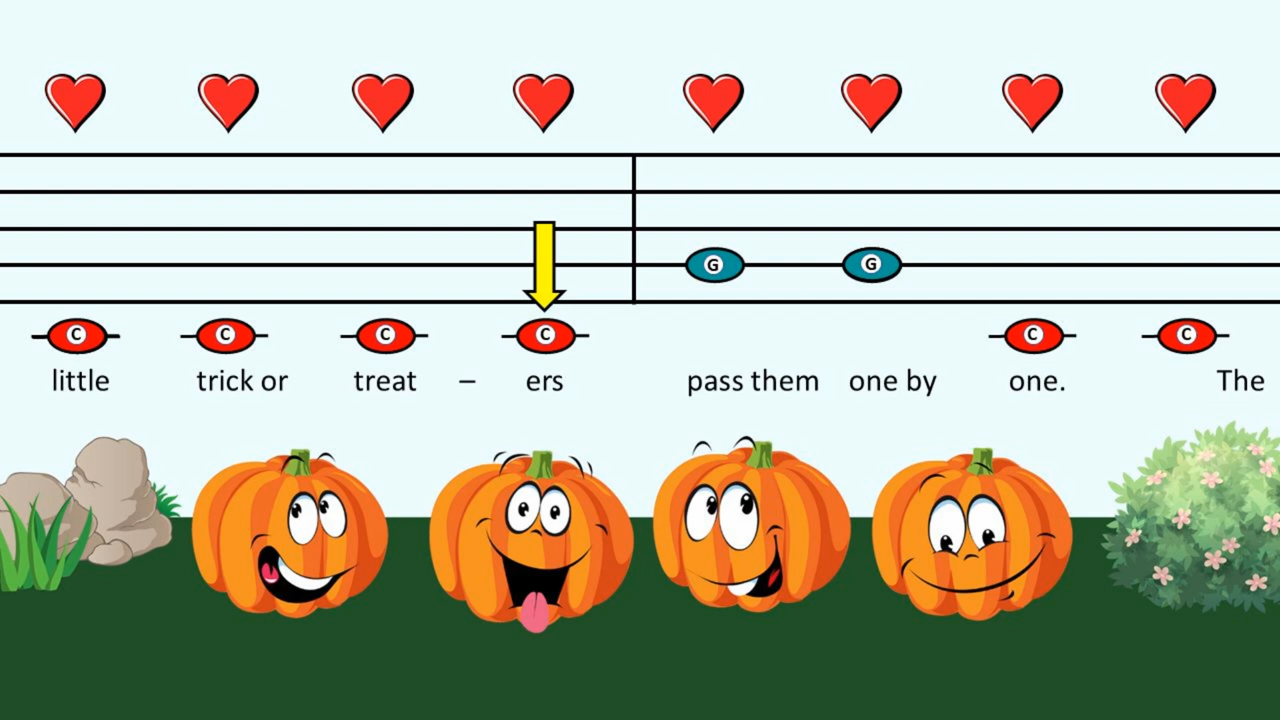 G G
C C C C C C
little trick or treat – ers pass them one by one. The